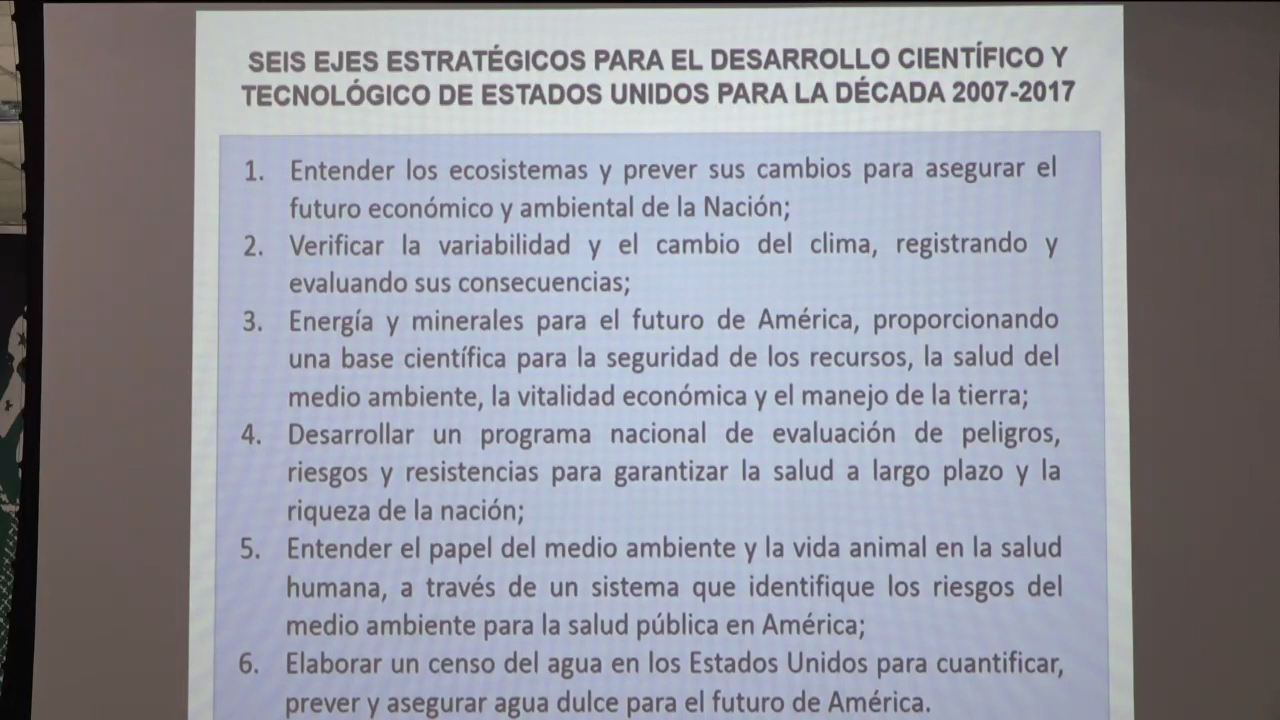 SEIS EJES ESTRATÉGICOS PARA EL DESARROLLO CIENTÍFICO Y
TECNOLÓGICO DE ESTADOS UNIDOS PARA LA DÉCADA 2007-2017
1. Entender los ecosistemas y prever sus cambios para asegurar el
futuro económico y ambiental de la Nación;
2. Verificar la variabilidad y el cambio del clima, registrando y
evaluando sus consecuencias;
3. Energía y minerales para el futuro de América, proporcionando
una base científica para la seguridad de los recursos, la salud del
medio ambiente, la vitalidad económica y el manejo de la tierra;
4. Desarrollar un programa nacional de evaluación de peligros,
riesgos y resistencias para garantizar la salud a largo plazo y la
riqueza de la nación;
5. Entender el papel del medio ambiente y la vida animal en la salud
humana, a través de un sistema que identifique los riesgos del
medio ambiente para la salud pública en América;
6. Elaborar un censo del agua en los Estados Unidos para cuantificar,
prever y asegurar agua dulce para el futuro de América.